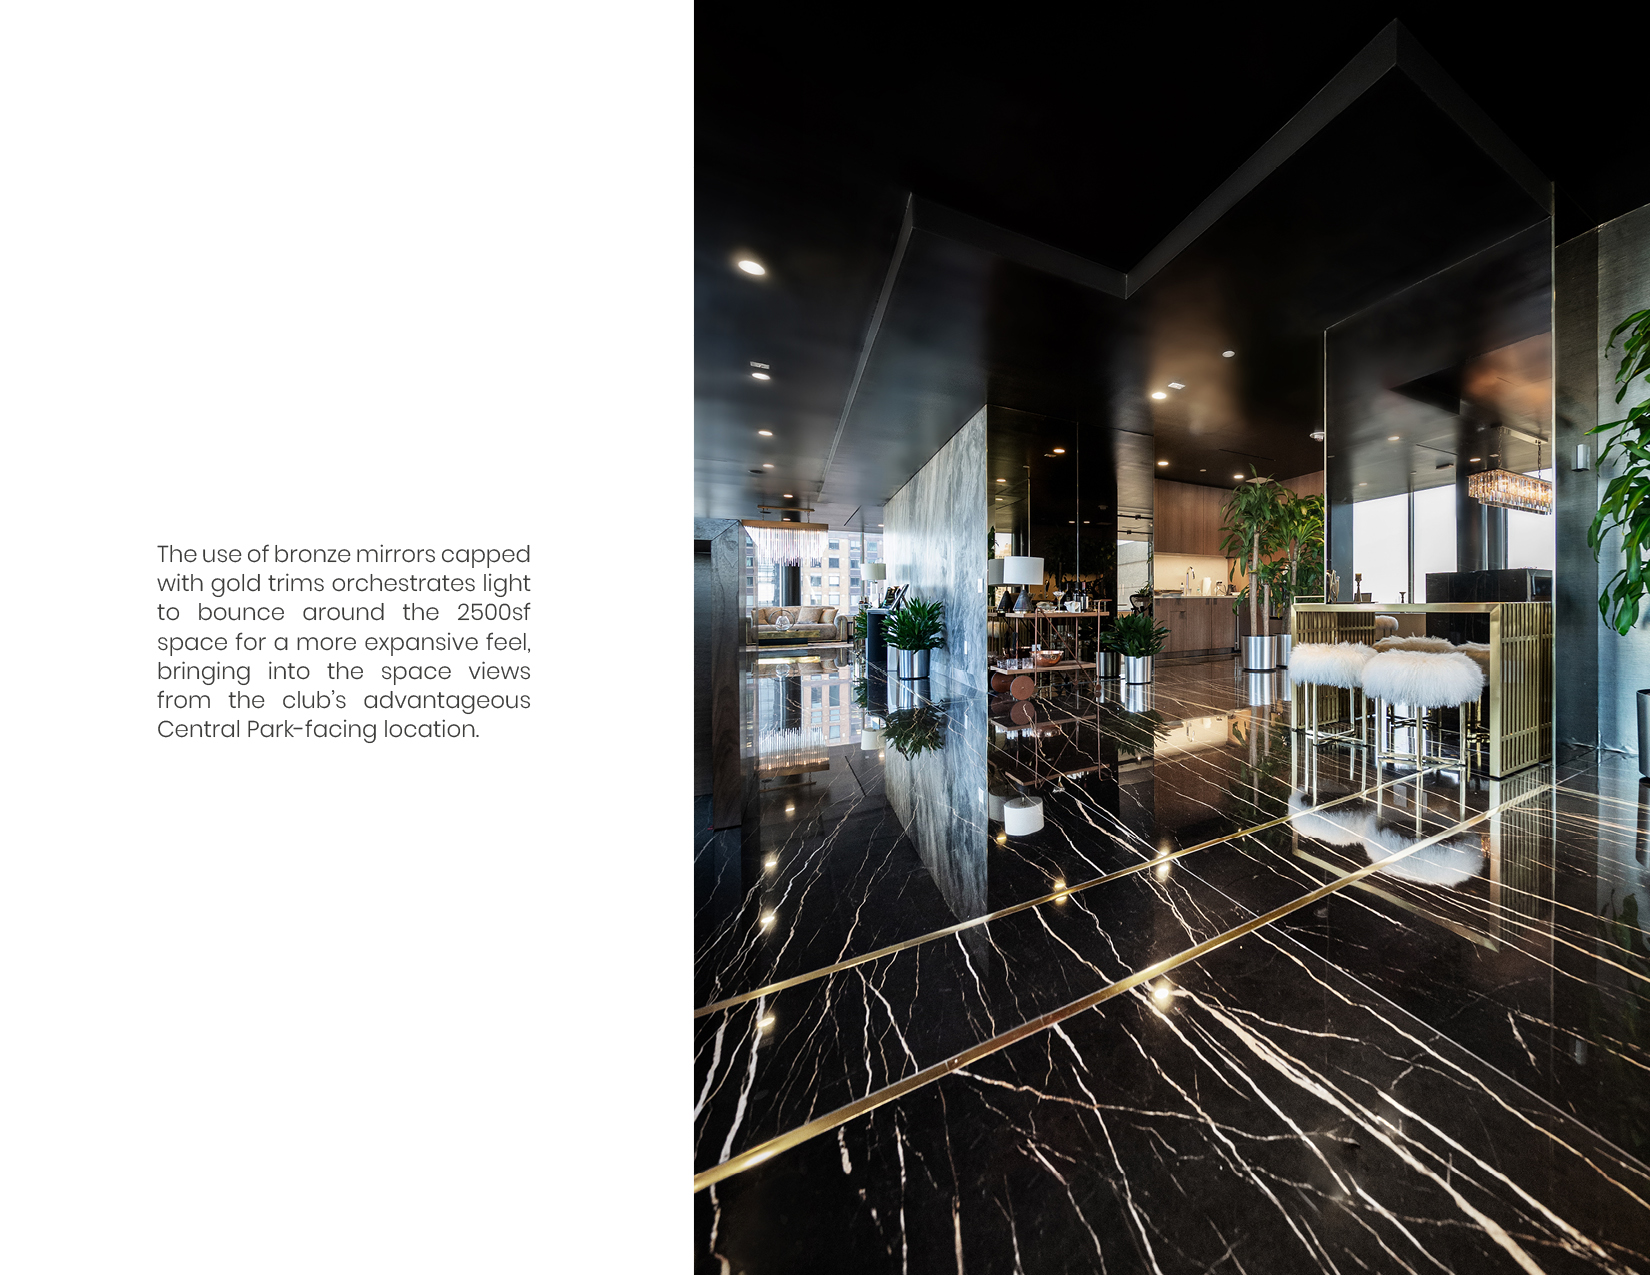 The use of bronze mirrors capped
with gold trims orchestrates light
to bounce around the 2500sf
space for a more expansive feel,
bringing into the space views
from the club’s advantageous
Central Park-facing location.